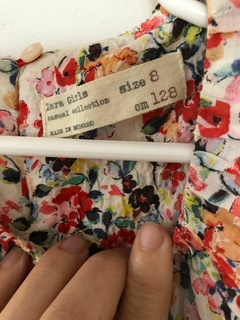 Zara Girls size 8
casual collection cm 128
MADE IN MOROCCO